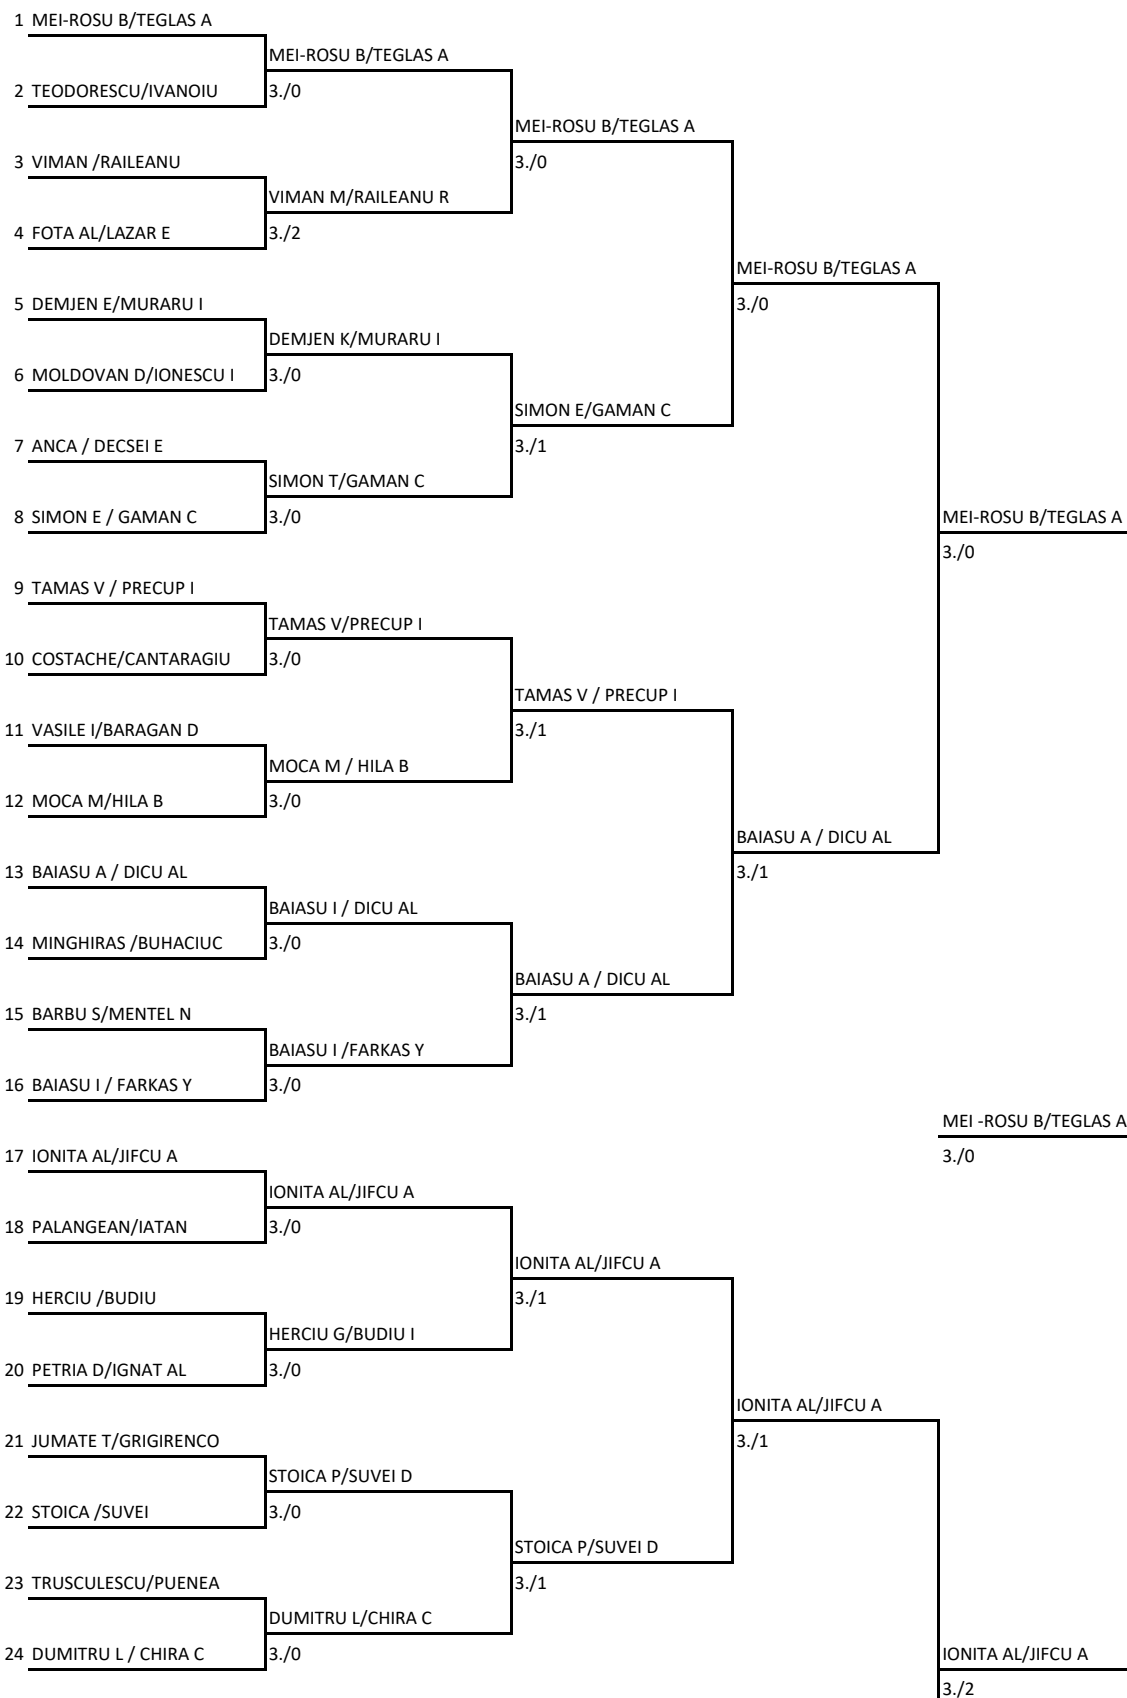 1 MEI-ROSU B/TEGLAS A
MEI-ROSU B/TEGLAS A
2 TEODORESCU/IVANOIU 3./0
MEI-ROSU B/TEGLAS A
3 VIMAN /RAILEANU 3./0
VIMAN M/RAILEANU R
4 FOTA AL/LAZAR E 3./2
MEI-ROSU B/TEGLAS A
5 DEMJEN E/MURARU I 3./0
DEMJEN K/MURARU I
6 MOLDOVAN D/IONESCU I 3./0
SIMON E/GAMAN C
7 ANCA / DECSEI E 3./1
SIMON T/GAMAN C
8 SIMON E / GAMAN C 3./0 MEI-ROSU B/TEGLAS A
3./0
9 TAMAS V / PRECUP I
TAMAS V/PRECUP I
10 COSTACHE/CANTARAGIU 3./0
TAMAS V / PRECUP I
11 VASILE I/BARAGAN D 3./1
MOCA M / HILA B
12 MOCA M/HILA B 3./0
BAIASU A / DICU AL
13 BAIASU A / DICU AL 3./1
BAIASU I / DICU AL
14 MINGHIRAS /BUHACIUC 3./0
BAIASU A / DICU AL
15 BARBU S/MENTEL N 3./1
BAIASU I /FARKAS Y
16 BAIASU I / FARKAS Y 3./0
MEI -ROSU B/TEGLAS A
17 IONITA AL/JIFCU A 3./0
IONITA AL/JIFCU A
18 PALANGEAN/IATAN 3./0
IONITA AL/JIFCU A
19 HERCIU /BUDIU 3./1
HERCIU G/BUDIU I
20 PETRIA D/IGNAT AL 3./0
IONITA AL/JIFCU A
21 JUMATE T/GRIGIRENCO 3./1
STOICA P/SUVEI D
22 STOICA /SUVEI 3./0
STOICA P/SUVEI D
23 TRUSCULESCU/PUENEA 3./1
DUMITRU L/CHIRA C
24 DUMITRU L / CHIRA C 3./0 IONITA AL/JIFCU A
3./2